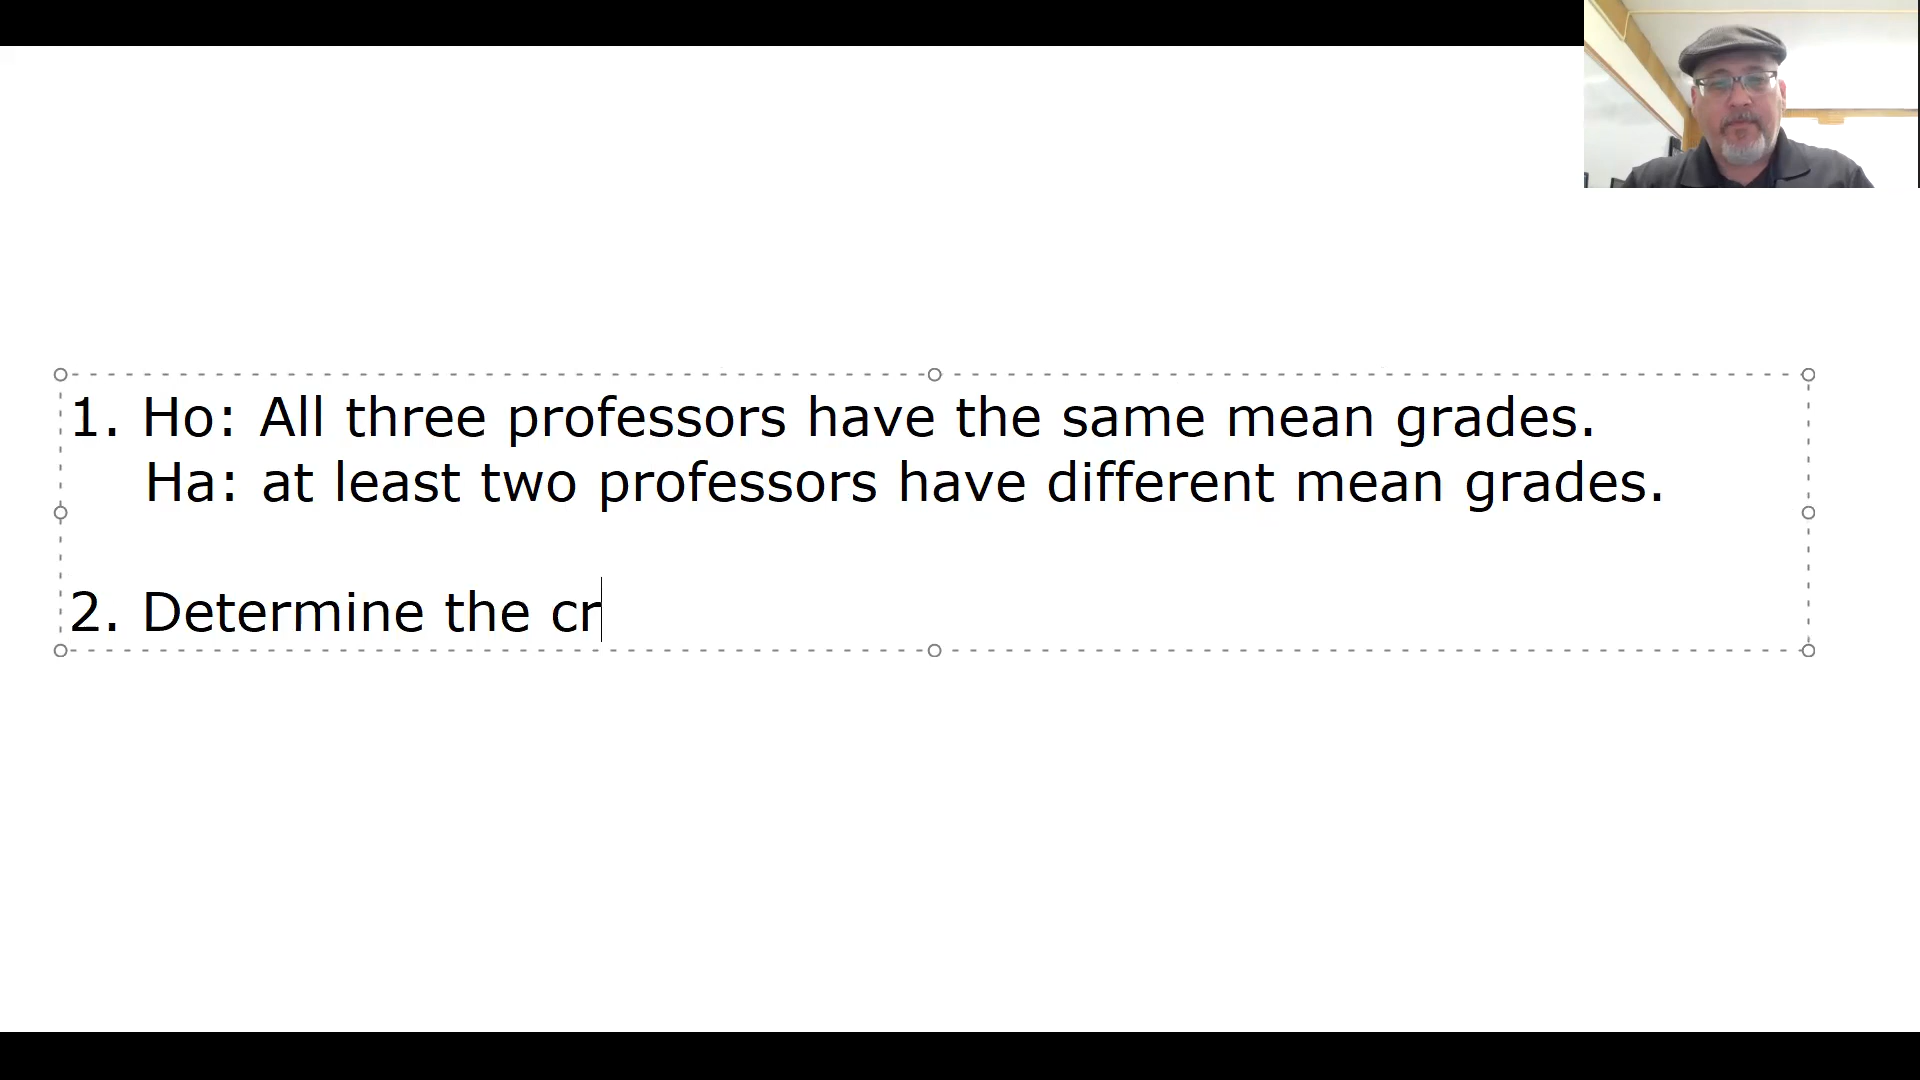 1. Ho: All three professors have the same mean grades.
Ha: at least two professors have different mean grades.
2. Determine the cr